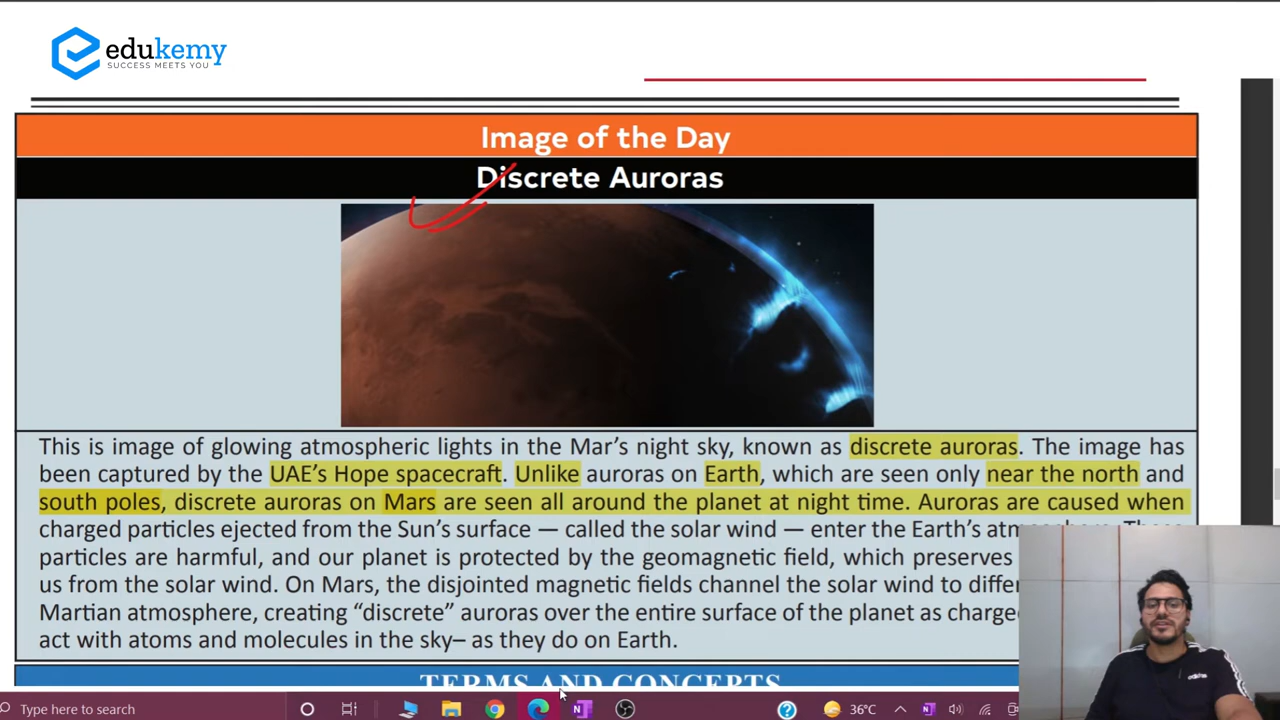 edukemy
SUCCESS MEETS YOU
Image of the Day
Discrete Auroras
This is image of glowing atmospheric lights in the Mar’s night sky, known as discrete auroras. The image has
been captured by the UAE’s Hope spacecraft. Unlike auroras on Earth, which are seen only near the north and
south poles, discrete auroras on Mars are seen all around the planet at night time. Auroras are caused when
charged particles ejected from the Sun’s surface — called the solar wind — enter the Earth’s
particles are harmful, and our planet is protected by the geomagnetic field, which preserves
us from the solar wind. On Mars, the disjointed magnetic fields channel the solar wind to
Martian atmosphere, creating “discrete” auroras over the entire surface of the planet as
act with atoms and molecules in the sky– as they do on Earth.
TERMS AND CONCEPTS
Type here to search
36°C